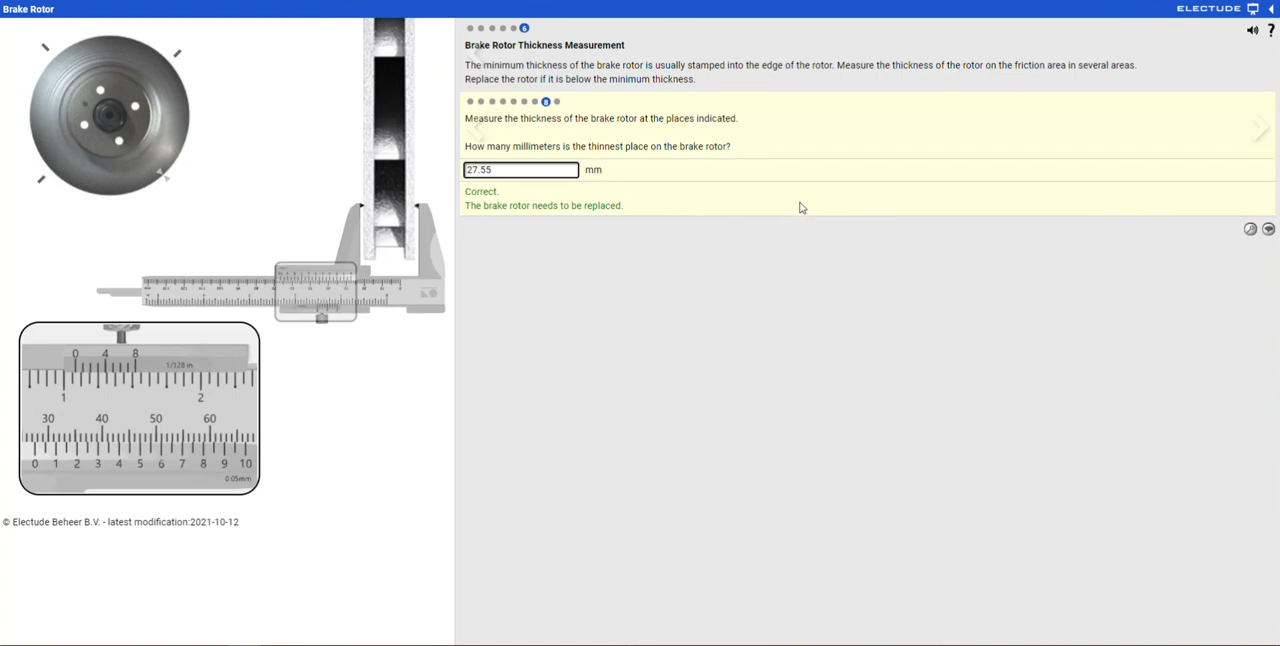 Brake Rotor
ELECTUDE
?
6
Brake Rotor Thickness Measurement
The minimum thickness of the brake rotor is usually stamped into the edge of the rotor. Measure the thickness of the rotor on the friction area in several areas.
Replace the rotor if it is below the minimum thickness.
8
Measure the thickness of the brake rotor at the places indicated.
How many millimeters is the thinnest place on the brake rotor?
27.55 mm
Correct.
The brake rotor needs to be replaced.
0 4 8
1/128 in
1 2
30 40 50 60
0 1 2 3 4 5 6 7 8 9 10
0.05mm
© Electude Beheer B.V. - latest modification:2021-10-12